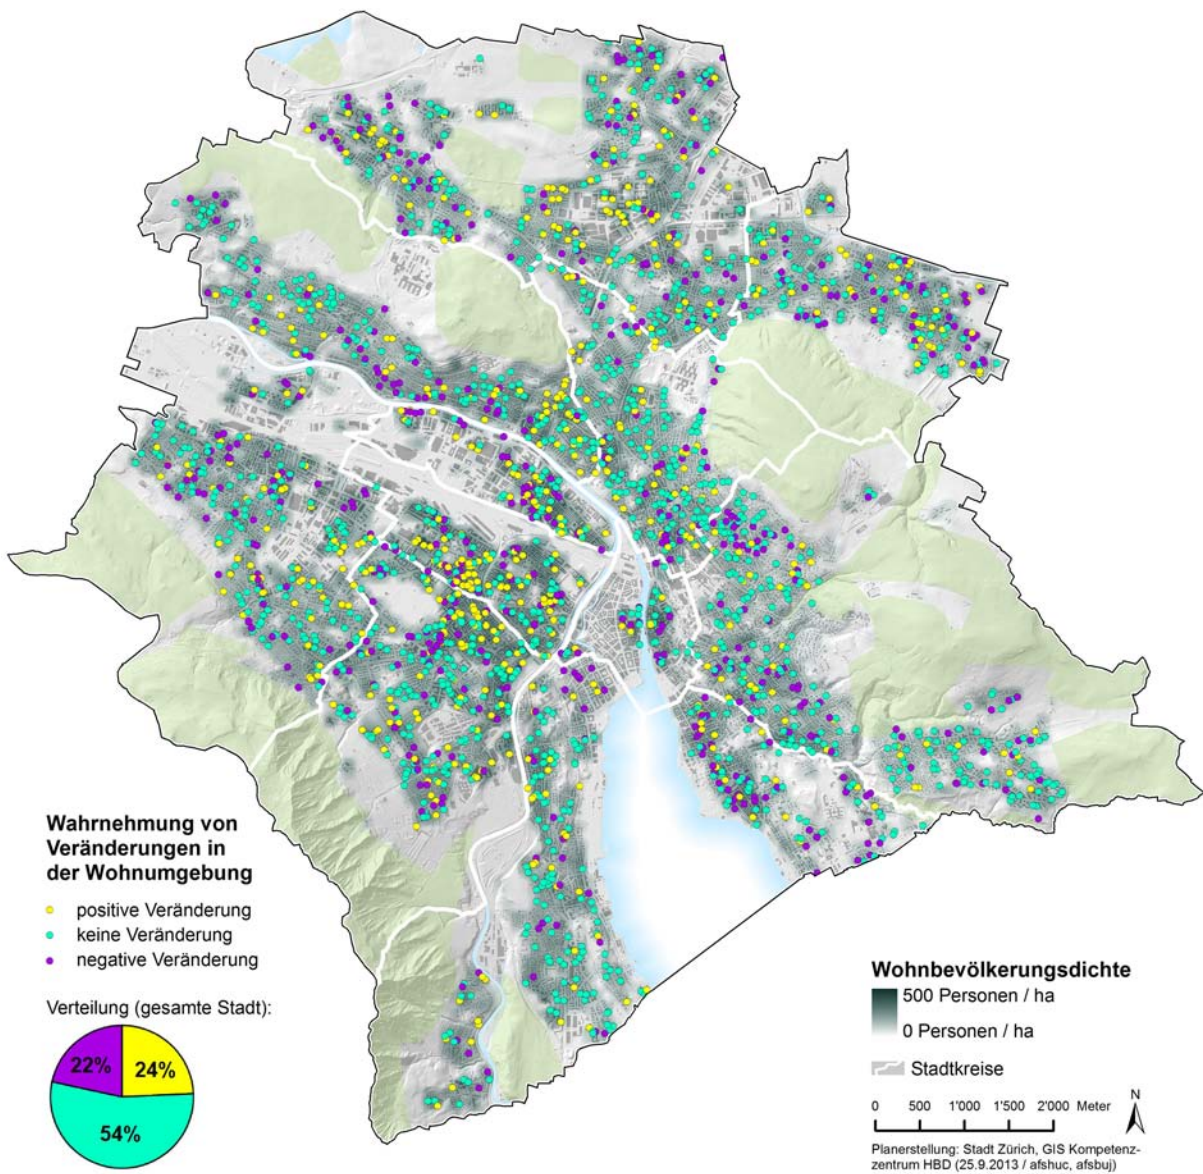 Wahrnehmung von
Veränderungen in
der Wohnumgebung
positive Veränderung
keine Veränderung
negative Veränderung
Verteilung (gesamte Stadt):
22%
24%
54%
Wohnbevölkerungsdichte
500 Personen / ha
0 Personen / ha
Stadtkreise
N
0 500 1'000 1'500 2'000 Meter
Planerstellung: Stadt Zürich, GIS Kompetenz-
zentrum HBD (25.9.2013 / afshuc, afsbuj)